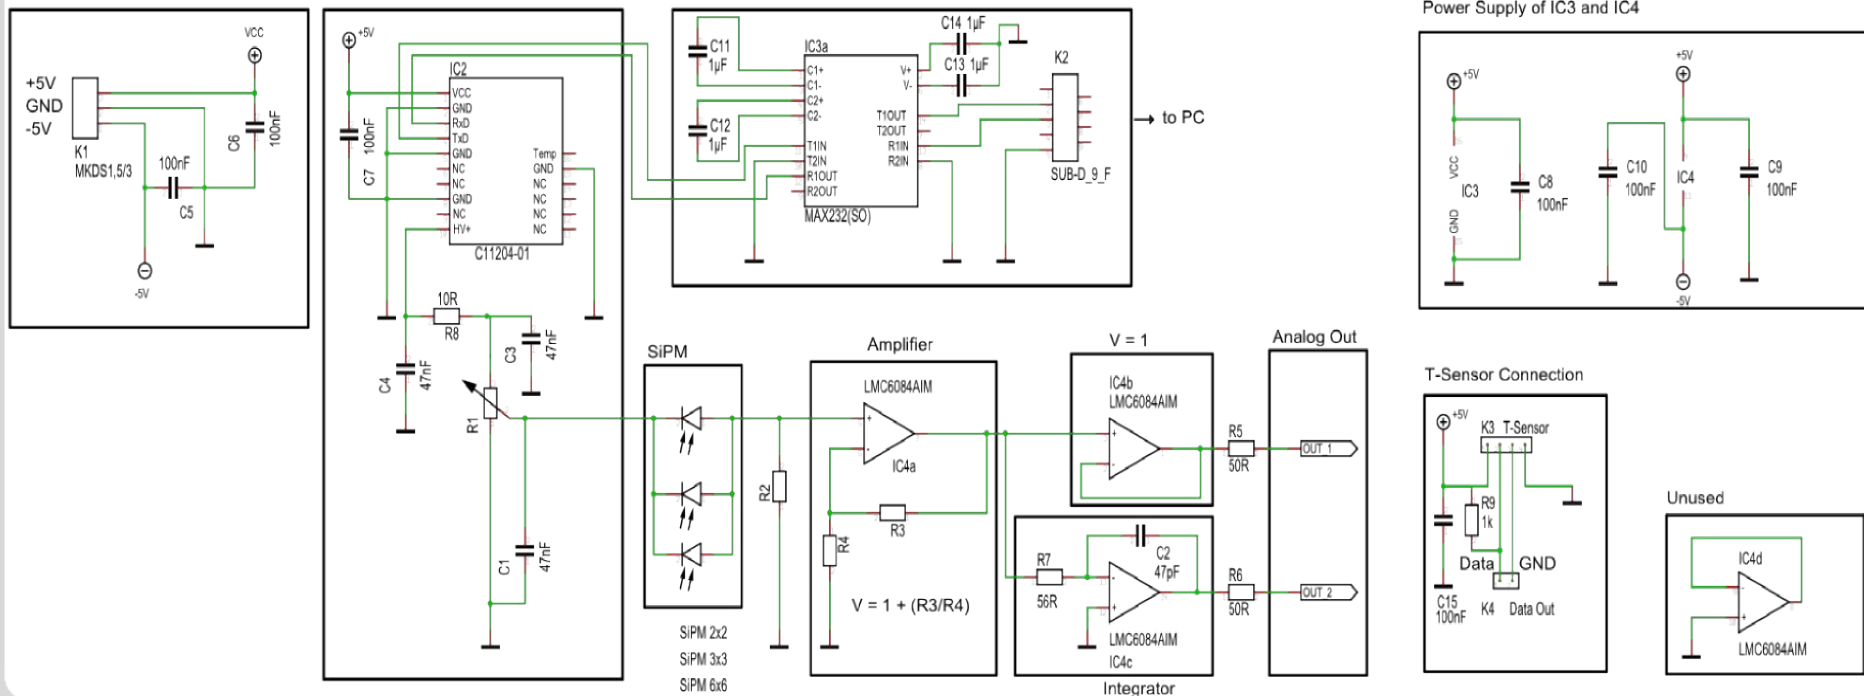 Power Supply of IC3 and IC4
VCC
+5V
GND
-5V
K1
MKDS1,5/3
100nF
C5
C6
100nF
-5V
+5V
C7
100nF
IC2
VCC
GND
RxD
TxD
GND
NC
NC
GND
NC
HV+
Temp
GND
NC
NC
NC
NC
C11204-01
10R
R8
C4
47nF
C3
47nF
R1
C1
47nF
C11
1µF
C12
1µF
IC3a
C1+
C1-
C2+
C2-
T1IN
T2IN
R1OUT
R2OUT
V+
V-
T1OUT
T2OUT
R1IN
R2IN
MAX232(SO)
C14 1µF
C13 1µF
K2
SUB-D_9_F
to PC
+5V
VCC
IC3
GND
C8
100nF
C10
100nF
+5V
IC4
-5V
C9
100nF
SiPM
SiPM 2x2
SiPM 3x3
SiPM 6x6
R2
Amplifier
LMC6084AIM
+
-
IC4a
R3
R4
V = 1 + (R3/R4)
V = 1
IC4b
LMC6084AIM
+
-
R7
56R
C2
47pF
-
+
LMC6084AIM
IC4c
Integrator
Analog Out
R5
50R
OUT_1
R6
50R
OUT_2
T-Sensor Connection
+5V
K3 T-Sensor
R9
1k
Data
GND
C15
100nF
K4
Data Out
Unused
IC4d
-
+
LMC6084AIM